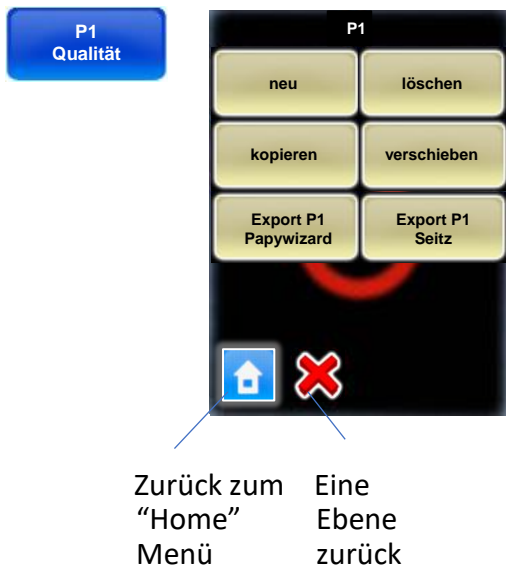 P1
Qualität
P1
neu
löschen
kopieren
verschieben
Export P1
Papywizard
Export P1
Seitz
Zurück zum
“Home”
Menü
Eine
Ebene
zurück